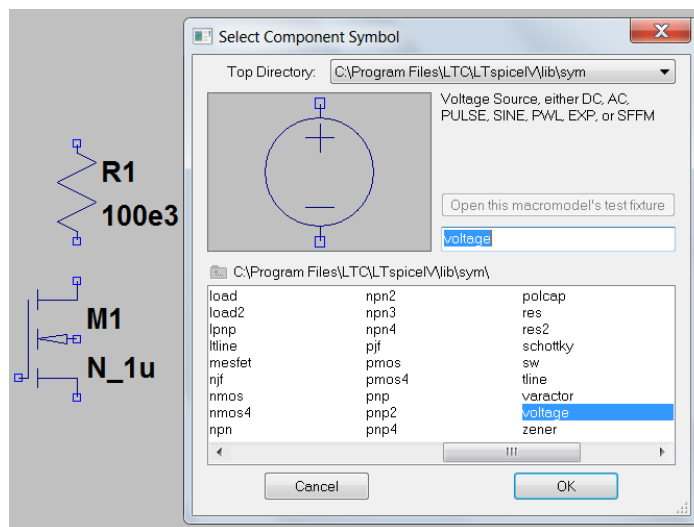 Select Component Symbol
Top Directory: C:\Program Files\LTC\LTspiceIV\lib\sym
Voltage Source, either DC, AC,
PULSE, SINE, PWL, EXP, or SFFM
Open this macromodel's test fixture
voltage
C:\Program Files\LTC\LTspiceIV\lib\sym\
load npn2 polcap
load2 npn3 res
lpnp npn4 res2
ltline pjf schottky
mesfet pmos sw
njf pmos4 tline
nmos pnp varactor
nmos4 pnp2 voltage
npn pnp4 zener
Cancel OK
R1
100e3
M1
N_1u